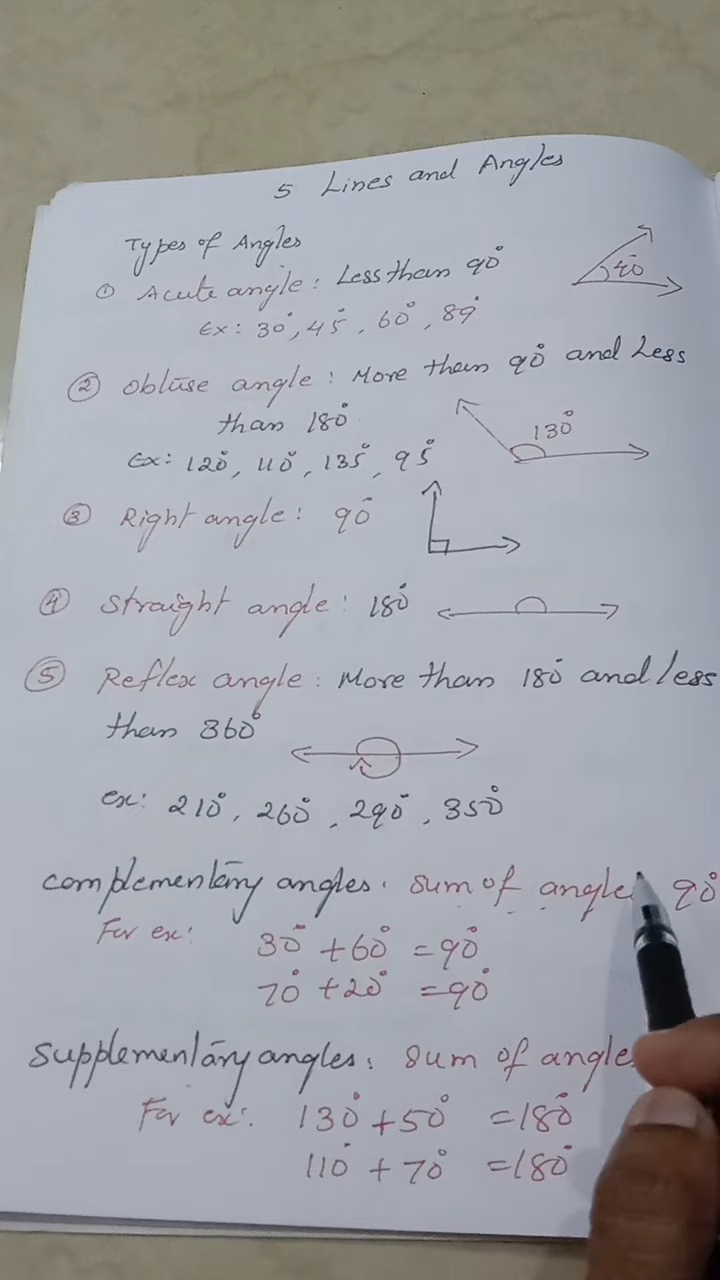 5 Lines and Angles
Types of Angles
① Acute angle: Less than 90°
40°
Ex: 30°, 45°, 60°, 89°
② Obtuse angle: More than 90° and Less
than 180°
130°
Ex: 120°, 110°, 135°, 95°
③ Right angle: 90°
④ Straight angle: 180°
⑤ Reflex angle: More than 180° and less
than 360°
ex: 210°, 260°, 290°, 350°
complementary angles. Sum of angle 90°
For ex: 30° + 60° = 90°
70° + 20° = 90°
Supplementary angles: Sum of angle
For ex: 130° + 50° = 180°
110° + 70° = 180°